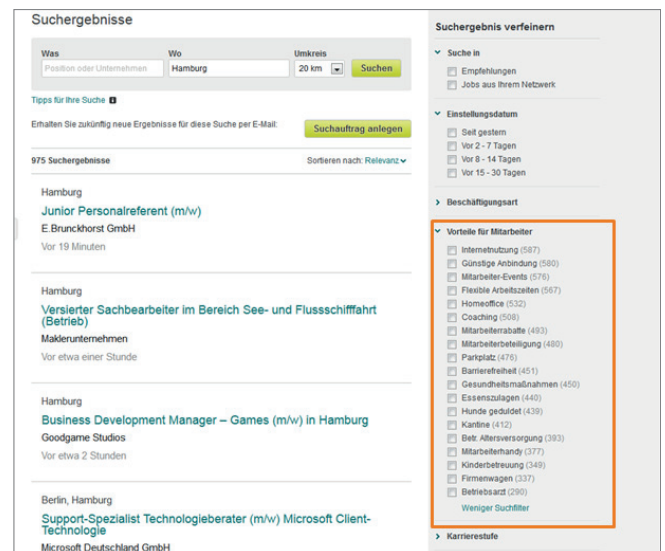 Suchergebnisse
Was
Wo
Umkreis
Position oder Unternehmen
Hamburg
20 km
Suchen
Tipps für Ihre Suche
Erhalten Sie zukünftig neue Ergebnisse für diese Suche per E-Mail:
Suchauftrag anlegen
975 Suchergebnisse
Sortieren nach: Relevanz
Hamburg
Junior Personalreferent (m/w)
E.Brunckhorst GmbH
Vor 19 Minuten
Hamburg
Versierter Sachbearbeiter im Bereich See- und Flussschifffahrt
(Betrieb)
Maklerunternehmen
Vor etwa einer Stunde
Hamburg
Business Development Manager – Games (m/w) in Hamburg
Goodgame Studios
Vor etwa 2 Stunden
Berlin, Hamburg
Support-Spezialist Technologieberater (m/w) Microsoft Client-
Technologie
Microsoft Deutschland GmbH
Suchergebnis verfeinern
Suche in
Empfehlungen
Jobs aus Ihrem Netzwerk
Einstellungsdatum
Seit gestern
Vor 2 - 7 Tagen
Vor 8 - 14 Tagen
Vor 15 - 30 Tagen
Beschäftigungsart
Vorteile für Mitarbeiter
Internetnutzung (587)
Günstige Anbindung (580)
Mitarbeiter-Events (576)
Flexible Arbeitszeiten (567)
Homeoffice (532)
Coaching (508)
Mitarbeiterrabatte (493)
Mitarbeiterbeteiligung (480)
Parkplatz (476)
Barrierefreiheit (451)
Gesundheitsmaßnahmen (450)
Essenszulagen (440)
Hunde geduldet (439)
Kantine (412)
Betr. Altersversorgung (393)
Mitarbeiterhandy (377)
Kinderbetreuung (349)
Firmenwagen (337)
Betriebsarzt (290)
Weniger Suchfilter
Karrierestufe